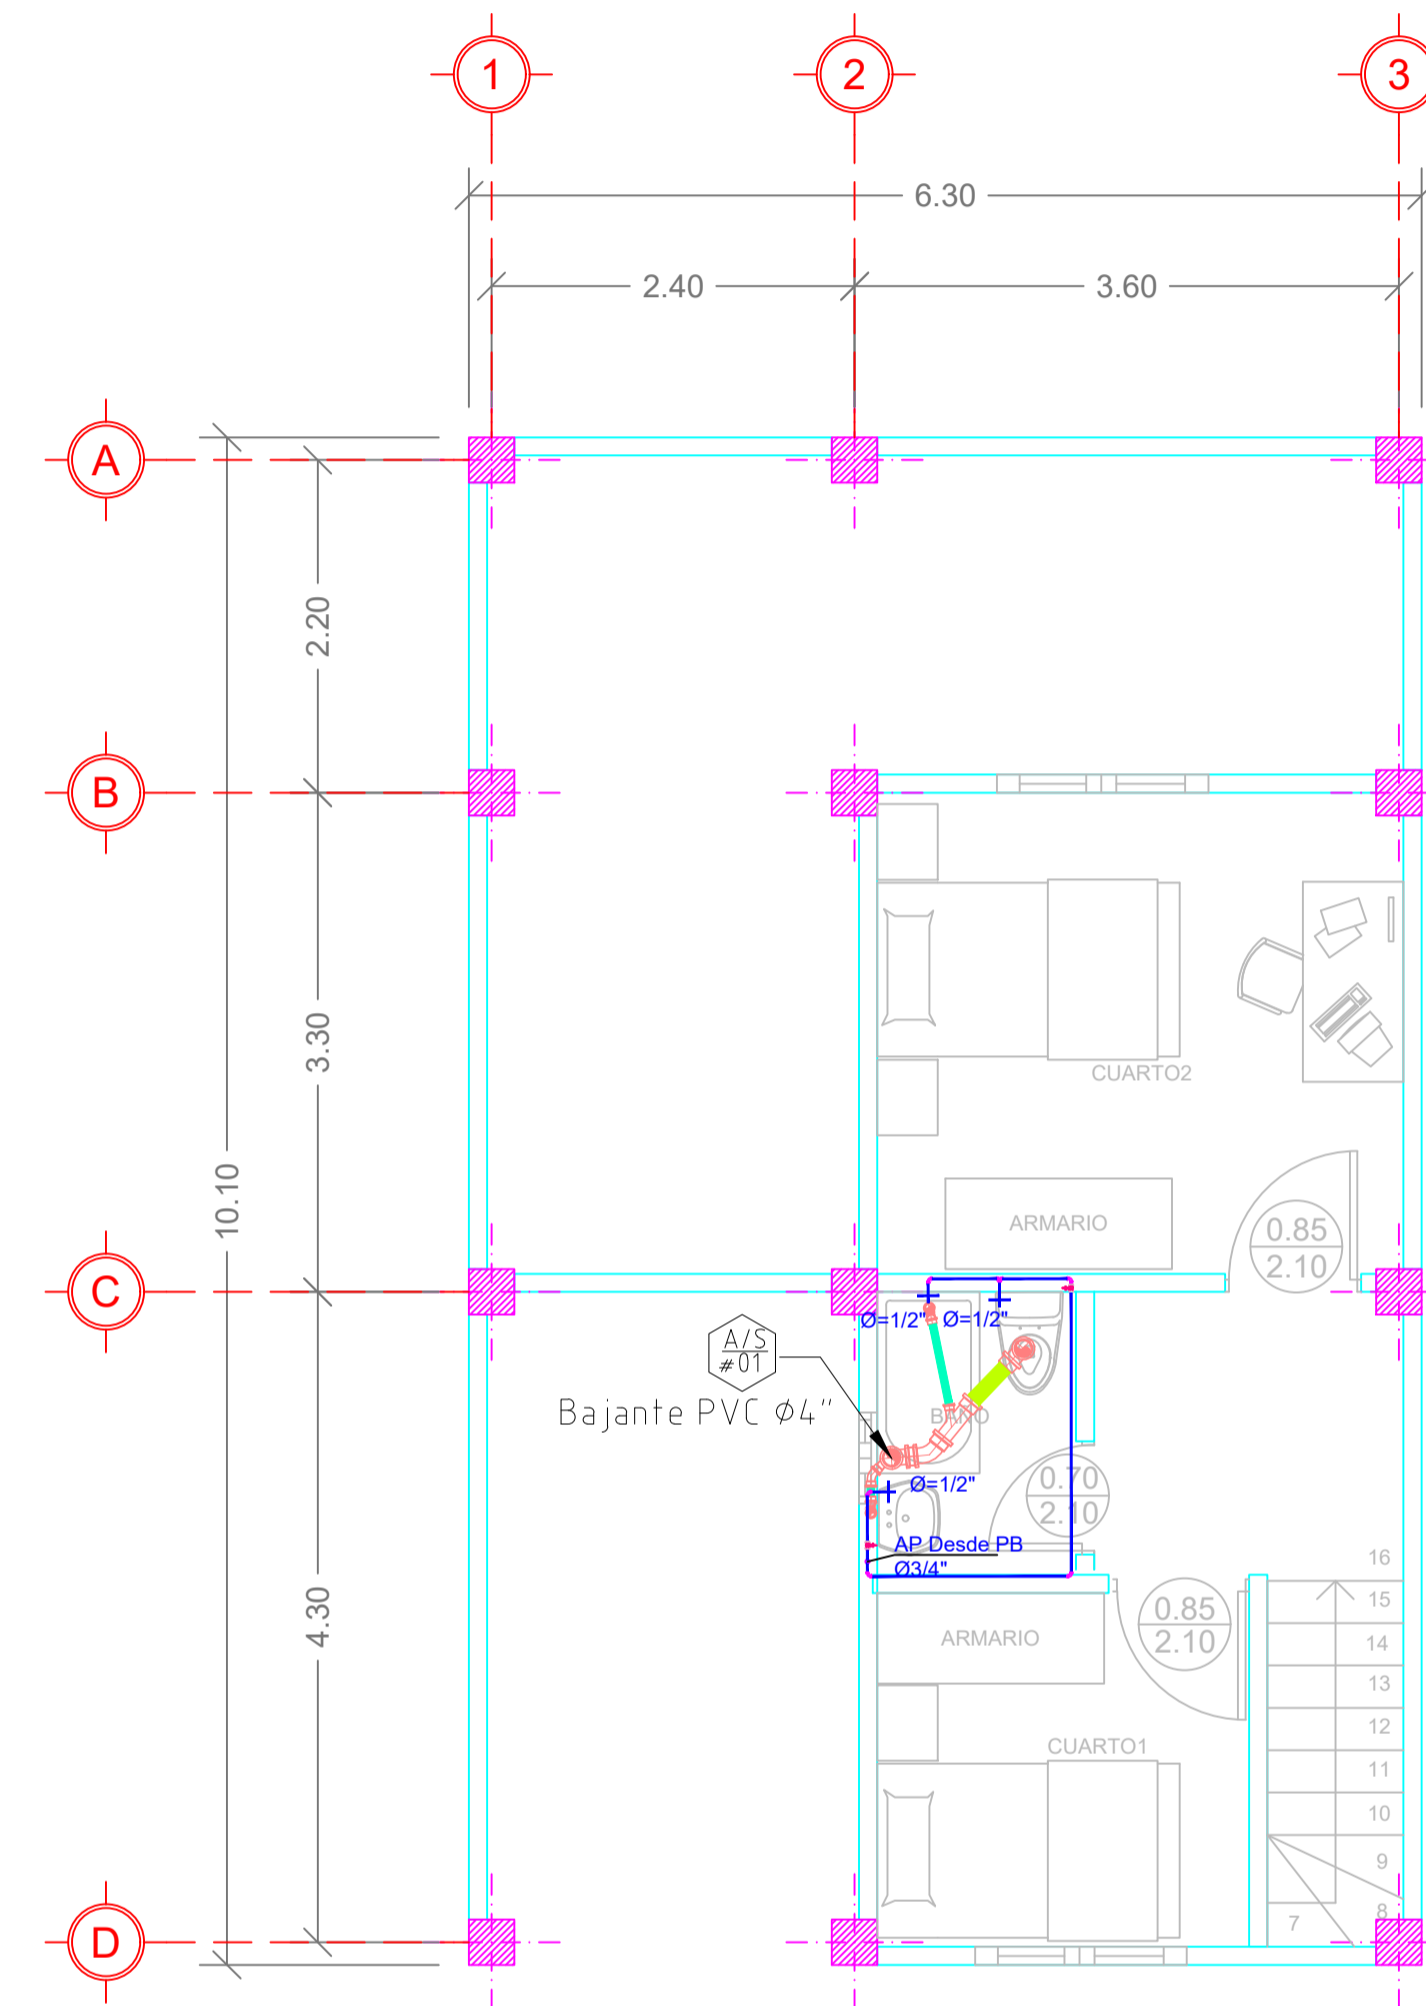 1
2
3
6.30
2.40
3.60
A
2.20
B
3.30
CUARTO2
10.10
ARMARIO
0.85
2.10
C
Ø=1/2"
Ø=1/2"
A/S
#01
Bajante PVC Ø4"
BAÑO
Ø=1/2"
0.70
2.10
AP Desde PB
Ø3/4"
4.30
16
15
14
13
12
11
10
9
8
7
0.85
2.10
ARMARIO
CUARTO1
D